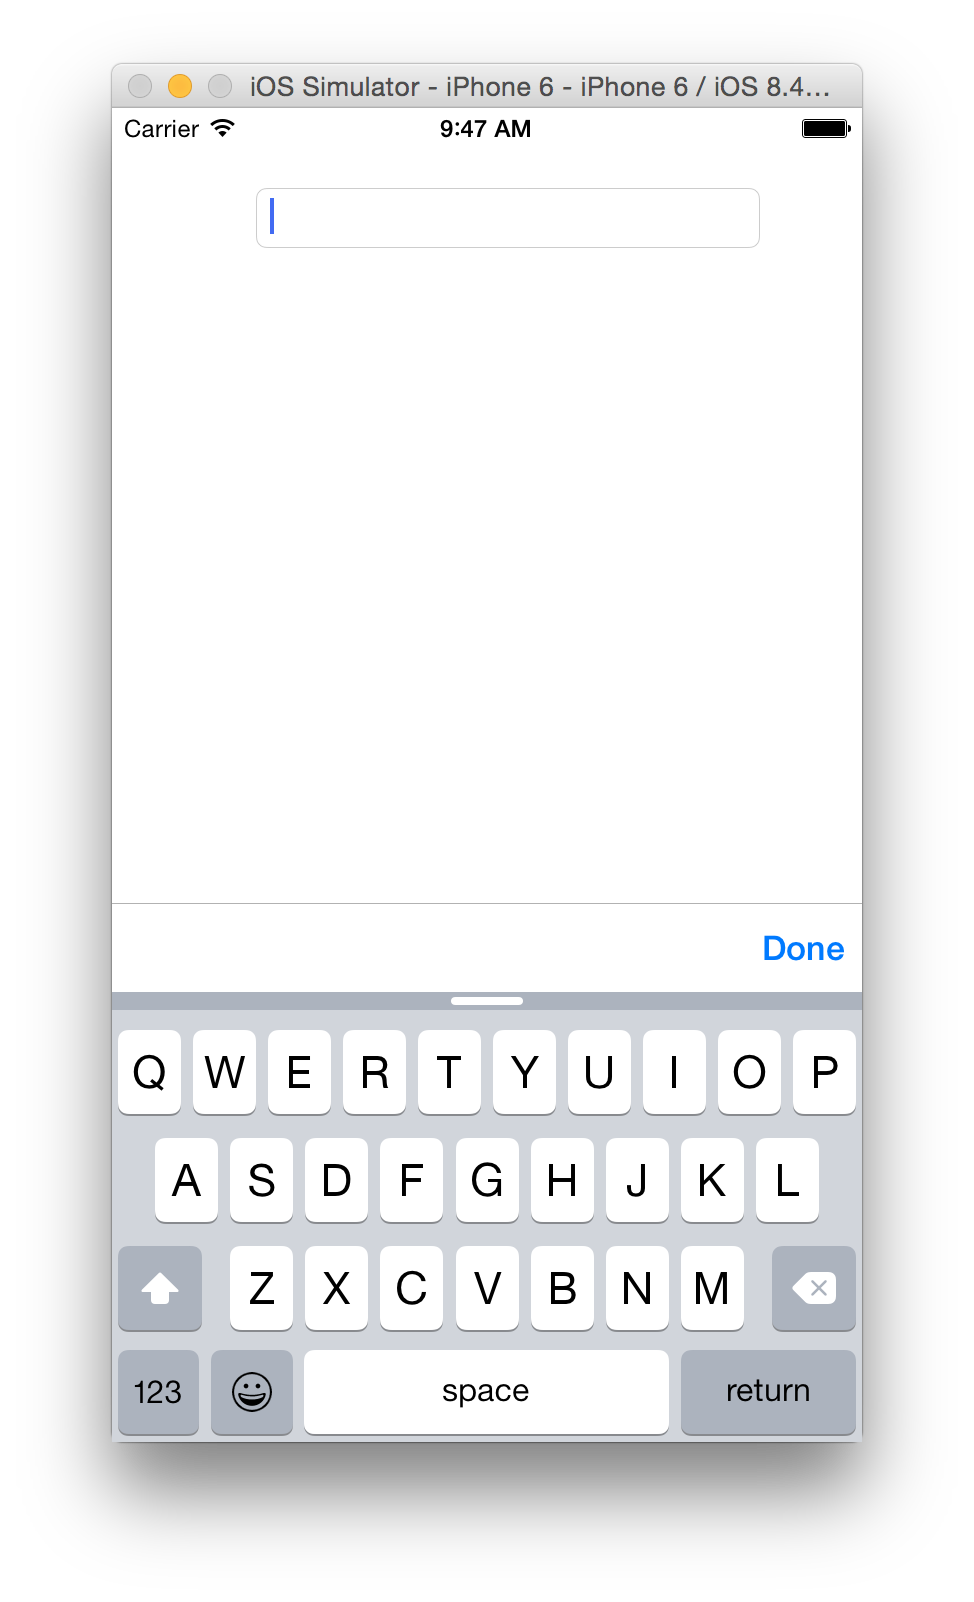 iOS Simulator - iPhone 6 - iPhone 6 / iOS 8.4...
Carrier 9:47 AM
Done
Q W E R T Y U I O P
A S D F G H J K L
Z X C V B N M
123 space return